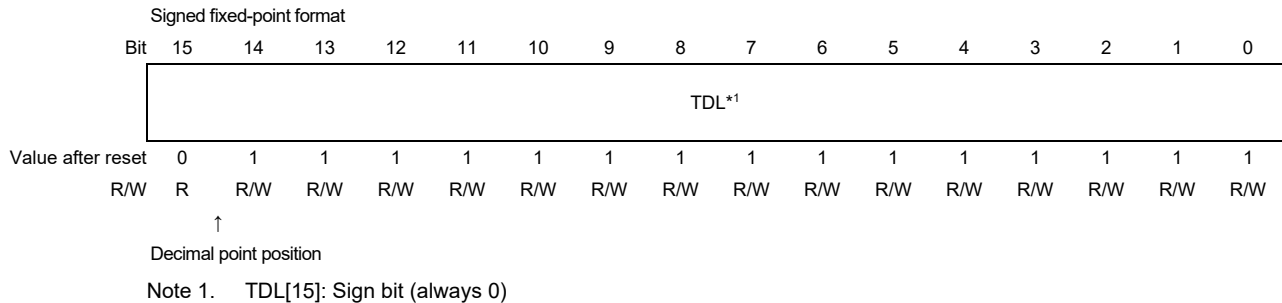 Signed fixed-point format
Bit 15 14 13 12 11 10 9 8 7 6 5 4 3 2 1 0
TDL*1
Value after reset 0 1 1 1 1 1 1 1 1 1 1 1 1 1 1 1
R/W R R/W R/W R/W R/W R/W R/W R/W R/W R/W R/W R/W R/W R/W R/W R/W
↑
Decimal point position
Note 1. TDL[15]: Sign bit (always 0)